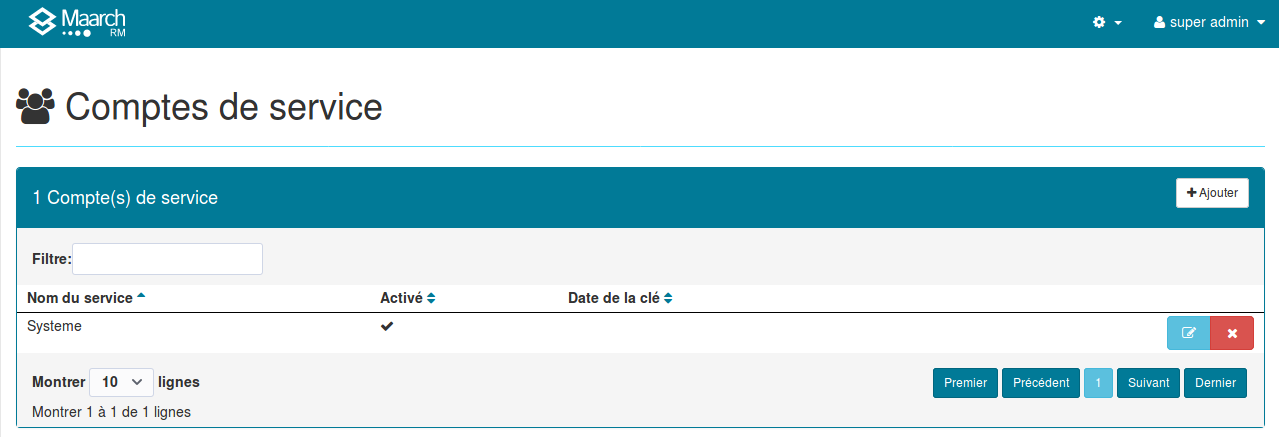 Maarch
RM
super admin
Comptes de service
1 Compte(s) de service
Ajouter
Filtre:
Nom du service Activé Date de la clé
Systeme
Montrer 10 lignes
Premier Précédent 1 Suivant Dernier
Montrer 1 à 1 de 1 lignes